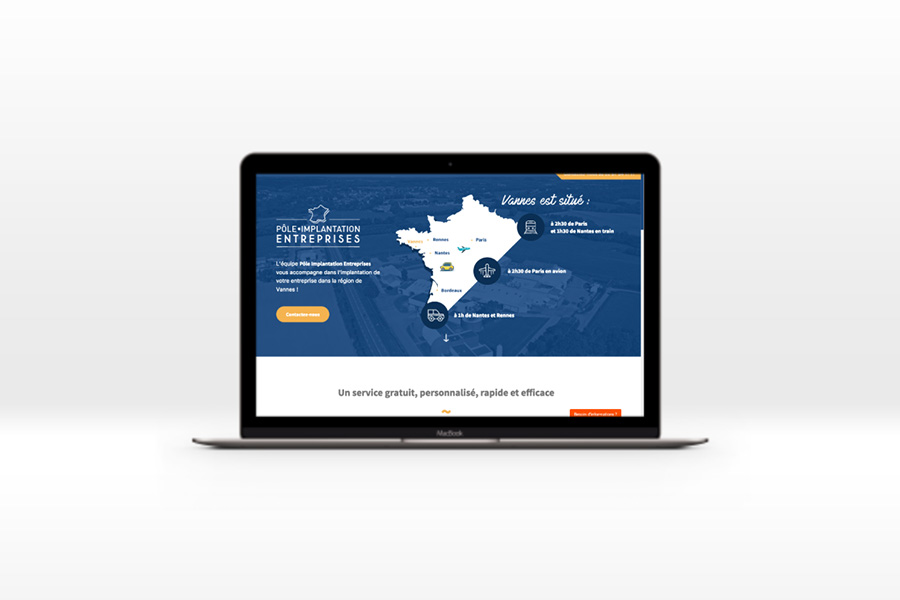 Vannes est situé :
à 2h30 de Paris
et 1h30 de Nantes en train
PÔLE•IMPLANTATION
ENTREPRISES
Vannes
Rennes
Paris
Nantes
L'équipe Pôle Implantation Entreprises
vous accompagne dans l'implantation de
votre entreprise dans la région de
Vannes !
à 2h30 de Paris en avion
Bordeaux
Contactez-nous
à 1h de Nantes et Rennes
Un service gratuit, personnalisé, rapide et efficace
Besoin d'informations ?
MacBook